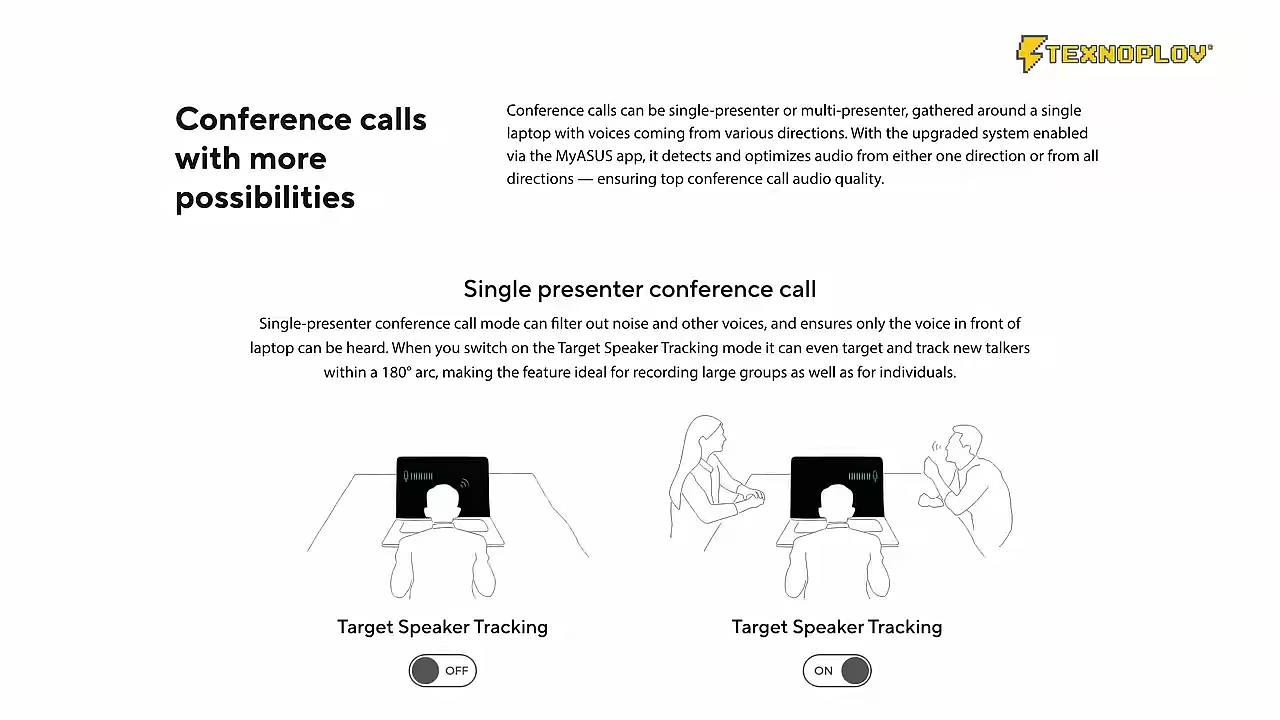 TEXNOPLOV
Conference calls
with more
possibilities
Conference calls can be single-presenter or multi-presenter, gathered around a single
laptop with voices coming from various directions. With the upgraded system enabled
via the MyASUS app, it detects and optimizes audio from either one direction or from all
directions — ensuring top conference call audio quality.
Single presenter conference call
Single-presenter conference call mode can filter out noise and other voices, and ensures only the voice in front of
laptop can be heard. When you switch on the Target Speaker Tracking mode it can even target and track new talkers
within a 180° arc, making the feature ideal for recording large groups as well as for individuals.
Target Speaker Tracking
OFF
Target Speaker Tracking
ON